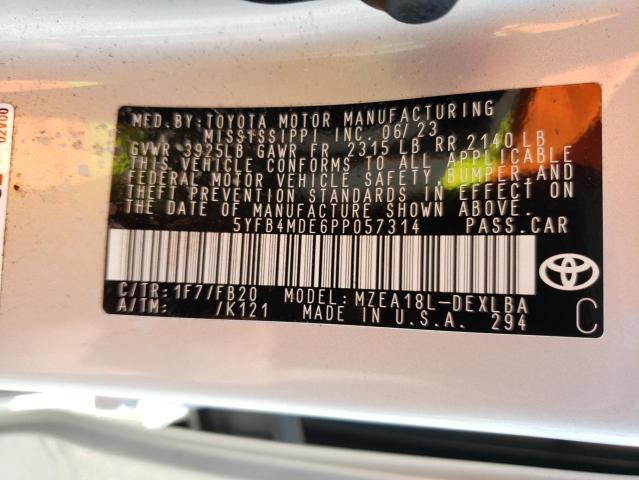 MFD. BY: TOYOTA MOTOR MANUFACTURING
MISSISSIPPI INC. 06/23
GVWR 3925LB GAWR FR 2315 LB RR 2140 LB
THIS VEHICLE CONFORMS TO ALL APPLICABLE
FEDERAL MOTOR VEHICLE SAFETY, BUMPER, AND
THEFT PREVENTION STANDARDS IN EFFECT ON
THE DATE OF MANUFACTURE SHOWN ABOVE.
5YFB4MDE6PP057314 PASS.CAR
C/TR: 1F7/FB20 MODEL: MZEA18L-DEXLBA
A/TM: /K121 MADE IN U.S.A. 294
C